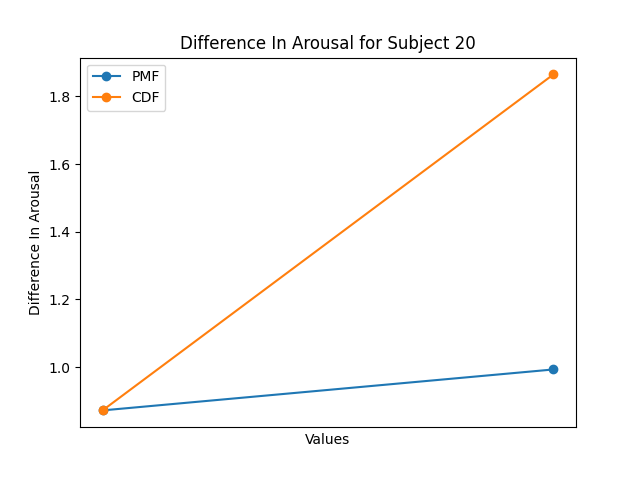 Difference In Arousal for Subject 20
PMF
CDF
1.8
1.6
1.4
1.2
1.0
Difference In Arousal
Values